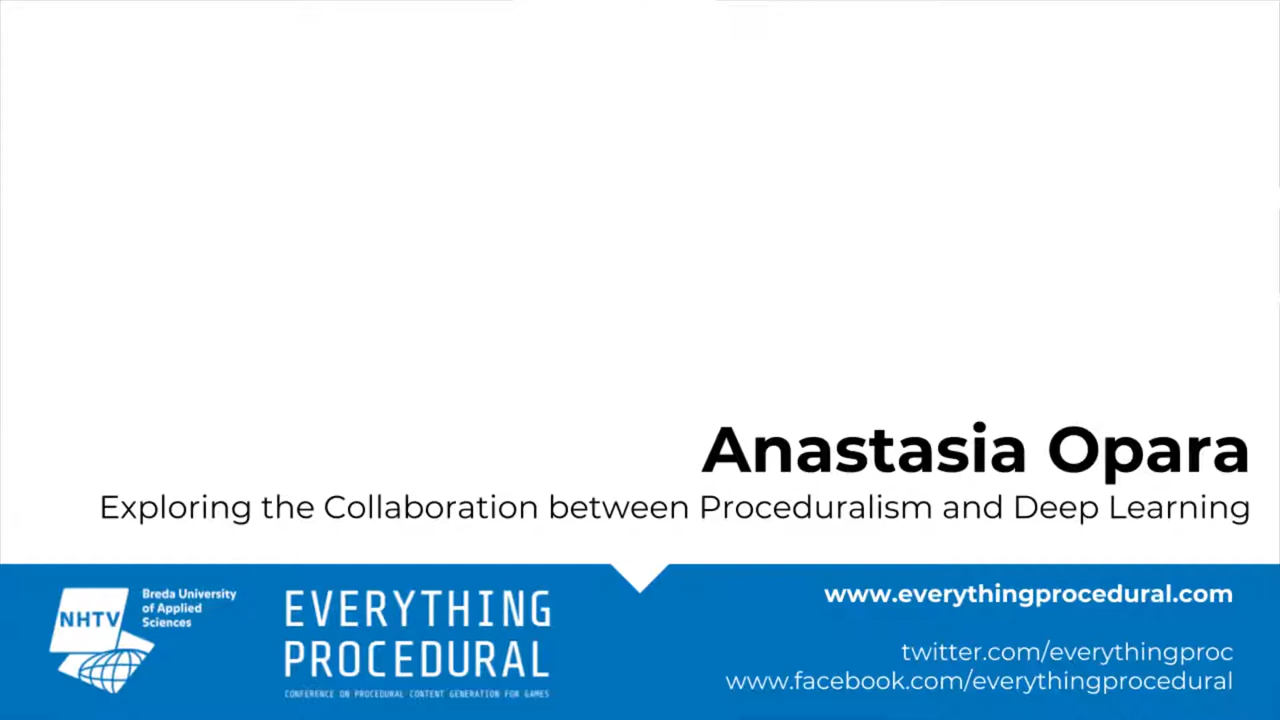 Anastasia Opara
Exploring the Collaboration between Proceduralism and Deep Learning
NHTV
Breda University
of Applied
Sciences
EVERYTHING
PROCEDURAL
CONFERENCE ON PROCEDURAL CONTENT GENERATION FOR GAMES
www.everythingprocedural.com
twitter.com/everythingproc
www.facebook.com/everythingprocedural